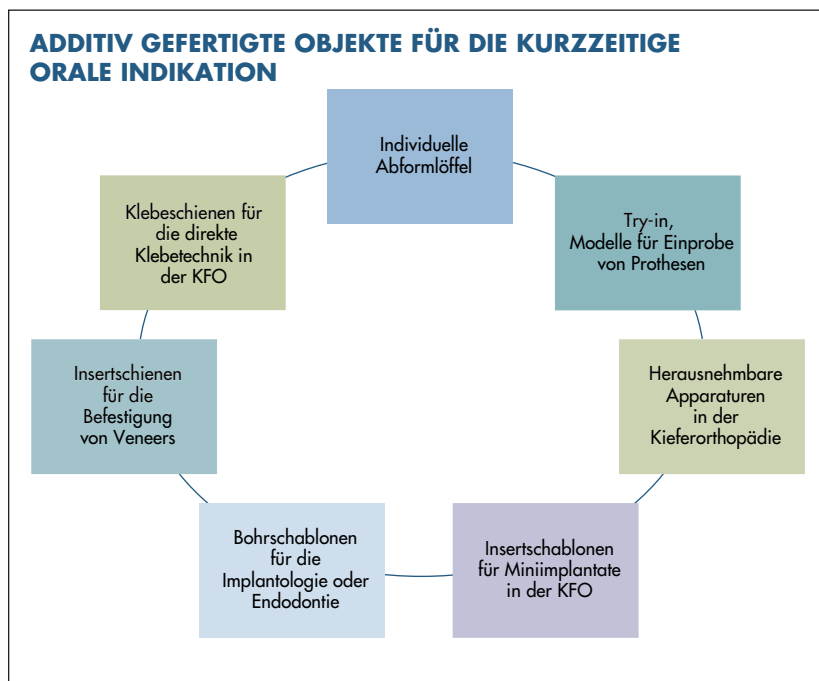 ADDITIV GEFERTIGTE OBJEKTE FÜR DIE KURZZEITIGE
ORALE INDIKATION
Individuelle
Abformlöffel
Try-in,
Modelle für Einprobe
von Prothesen
Herausnehmbare
Apparaturen
in der
Kieferorthopädie
Insertschablonen
für Miniimplantate
in der KFO
Bohrschablonen
für die
Implantologie oder
Endodontie
Insertschienen
für die
Befestigung
von Veneers
Klebeschienen für
die direkte
Klebetechnik in
der KFO